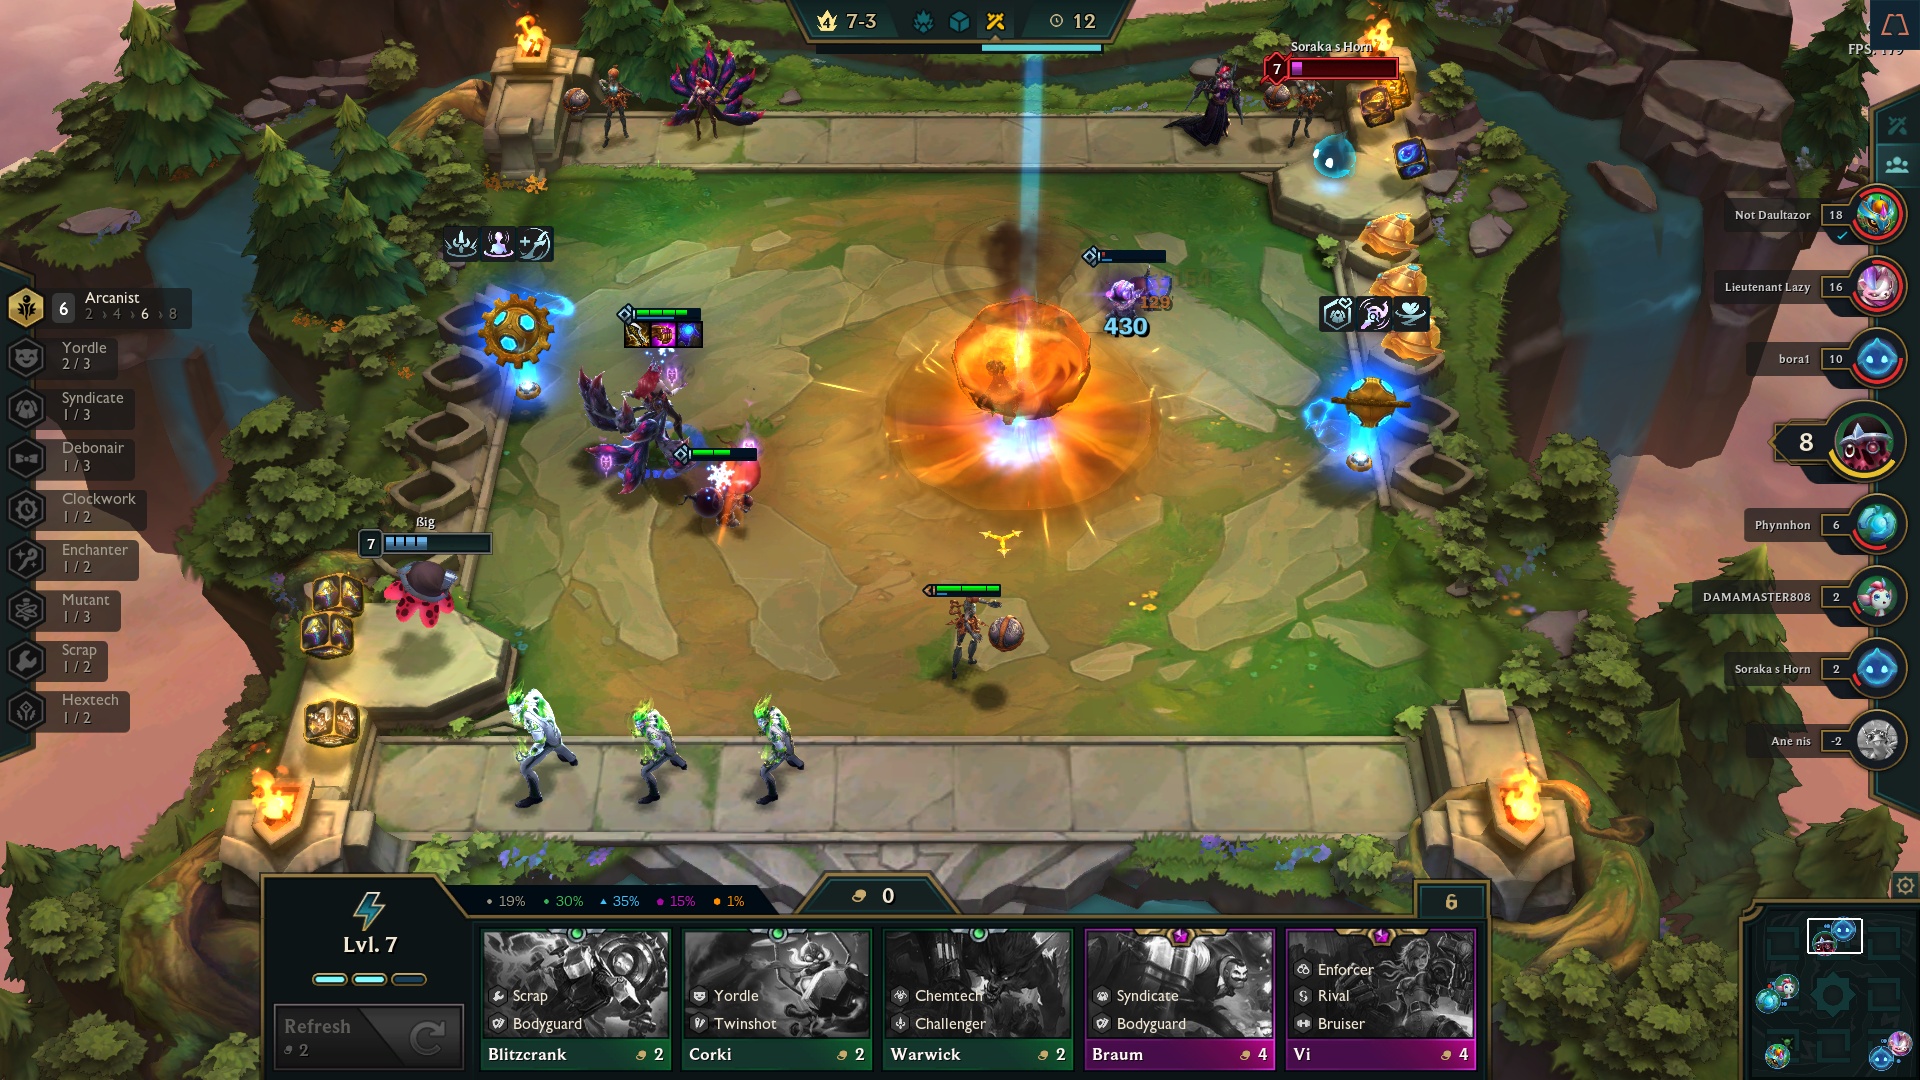 4 7-3
12
Soraka s Horn
7
430
129
6 Arcanist
2 › 4 › 6 › 8
Yordle
2 / 3
Syndicate
1 / 3
Debonair
1 / 3
Clockwork
1 / 2
Enchanter
1 / 2
Mutant
1 / 3
Scrap
1 / 2
Hextech
1 / 2
ßig
7
Not Daultazor 18
Lieutenant Lazy 16
bora1 10
8
Phynnhon 6
DAMAMASTER808 2
Soraka s Horn 2
Ane nis -2
Lvl. 7
Refresh
2
19% 30% 35% 15% 1%
0
6
Scrap
Bodyguard
Blitzcrank 2
Yordle
Twinshot
Corki 2
Chemtech
Challenger
Warwick 2
Syndicate
Bodyguard
Braum 4
Enforcer
Rival
Bruiser
Vi 4